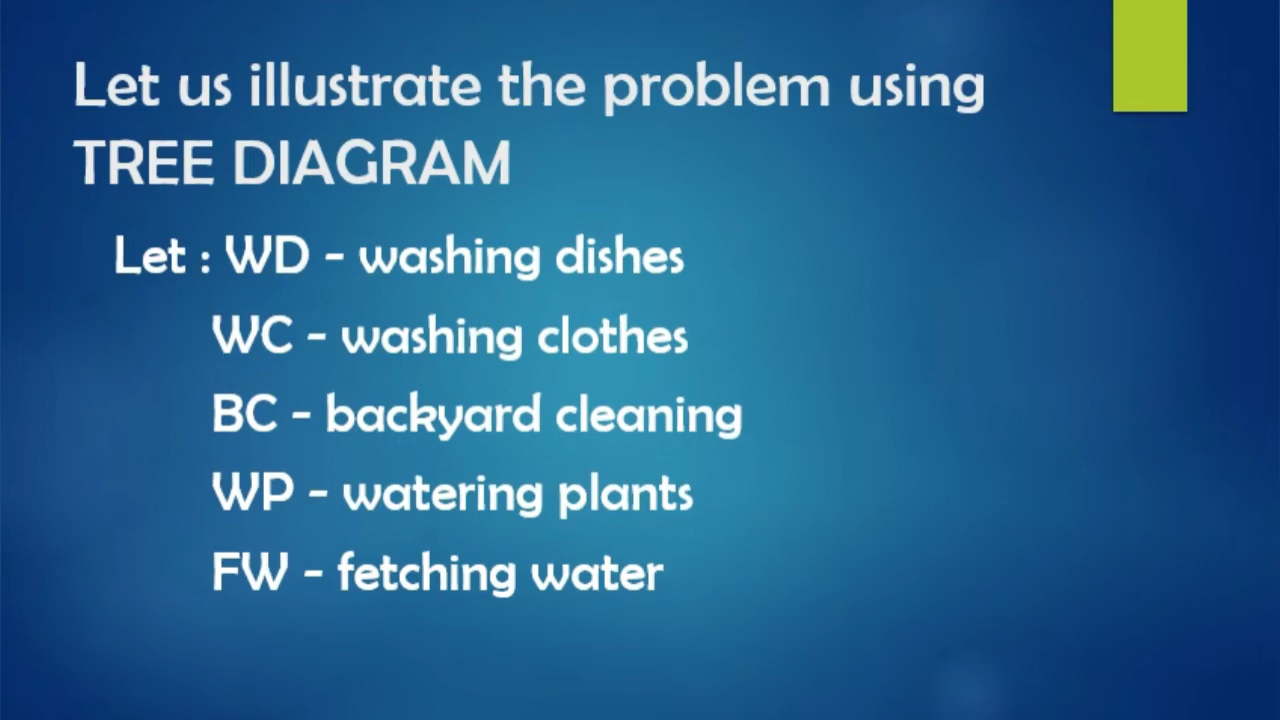 Let us illustrate the problem using
TREE DIAGRAM
Let : WD - washing dishes
WC - washing clothes
BC - backyard cleaning
WP - watering plants
FW - fetching water